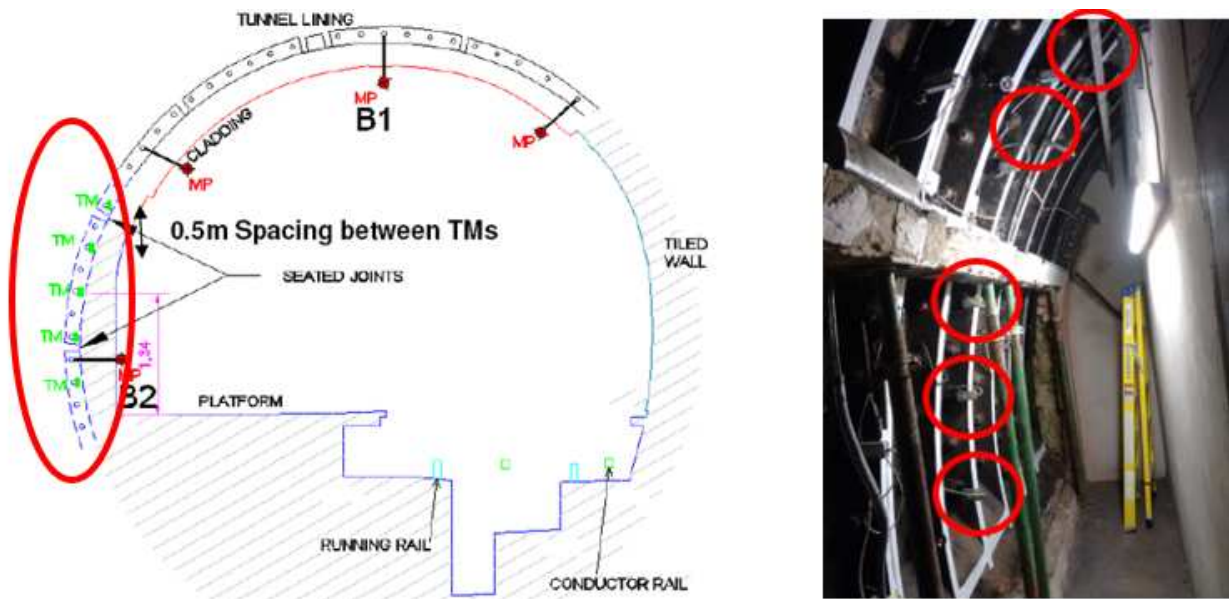 TUNNEL LINING
MP
B1
CLADDING
MP
MP
TM
0.5m Spacing between TMs
TM
TILED
WALL
SEATED JOINTS
TM
TM
1,34
TM
B2
PLATFORM
RUNNING RAIL
CONDUCTOR RAIL